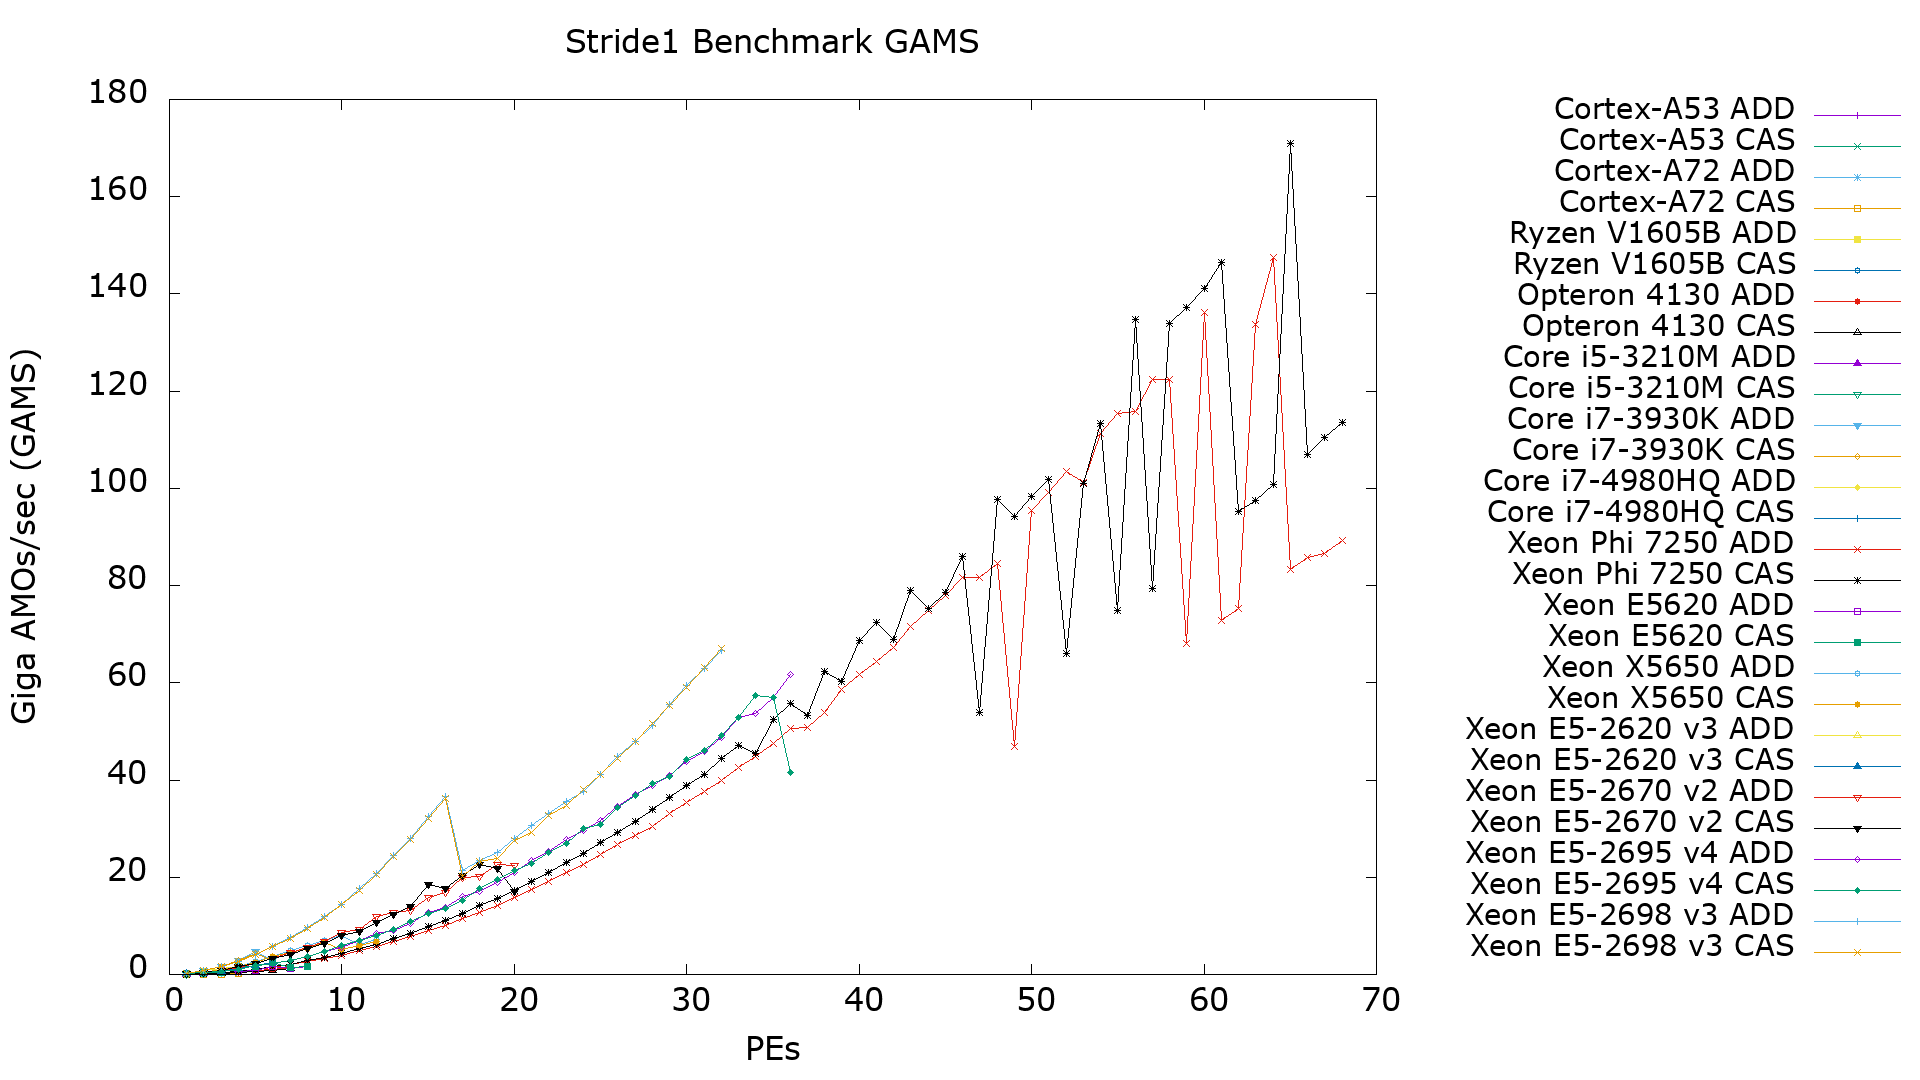 Stride1 Benchmark GAMS
Giga AMOs/sec (GAMS)
180
160
140
120
100
80
60
40
20
0
0 10 20 30 40 50 60 70
PEs
Cortex-A53 ADD
Cortex-A53 CAS
Cortex-A72 ADD
Cortex-A72 CAS
Ryzen V1605B ADD
Ryzen V1605B CAS
Opteron 4130 ADD
Opteron 4130 CAS
Core i5-3210M ADD
Core i5-3210M CAS
Core i7-3930K ADD
Core i7-3930K CAS
Core i7-4980HQ ADD
Core i7-4980HQ CAS
Xeon Phi 7250 ADD
Xeon Phi 7250 CAS
Xeon E5620 ADD
Xeon E5620 CAS
Xeon X5650 ADD
Xeon X5650 CAS
Xeon E5-2620 v3 ADD
Xeon E5-2620 v3 CAS
Xeon E5-2670 v2 ADD
Xeon E5-2670 v2 CAS
Xeon E5-2695 v4 ADD
Xeon E5-2695 v4 CAS
Xeon E5-2698 v3 ADD
Xeon E5-2698 v3 CAS